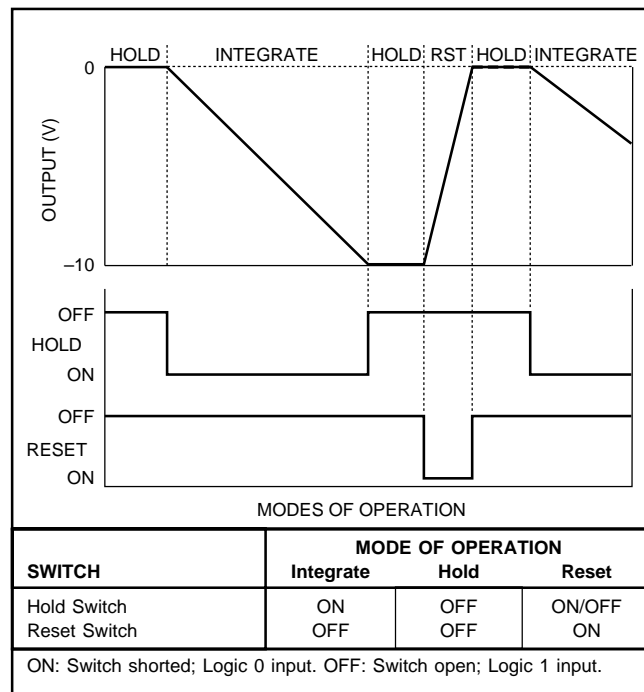 HOLD INTEGRATE HOLD RST HOLD INTEGRATE
0
OUTPUT (V)
–10
OFF
HOLD
ON
OFF
RESET
ON
MODES OF OPERATION
MODE OF OPERATION
SWITCH Integrate Hold Reset
Hold Switch ON OFF ON/OFF
Reset Switch OFF OFF ON
ON: Switch shorted; Logic 0 input. OFF: Switch open; Logic 1 input.